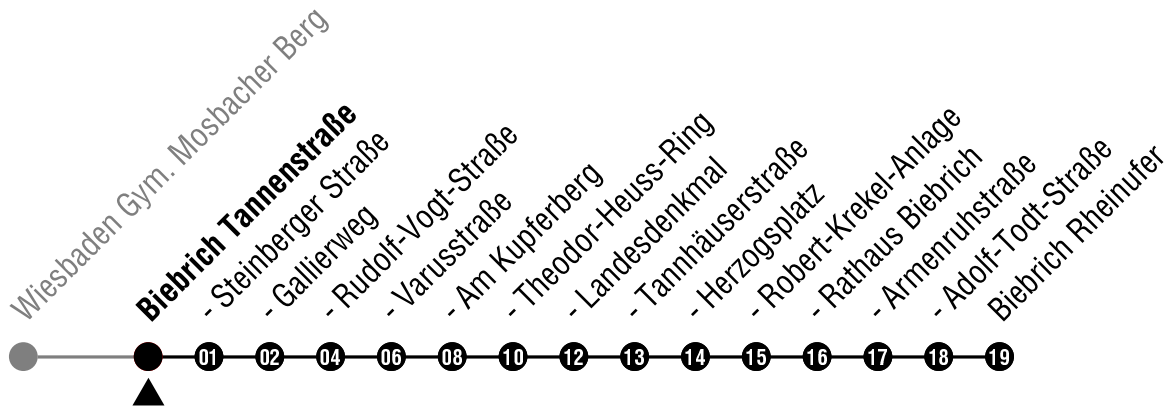 Wiesbaden Gym. Mosbacher Berg
Biebrich Tannenstraße
- Steinberger Straße
- Gallierweg
- Rudolf-Vogt-Straße
- Varusstraße
- Am Kupferberg
- Theodor-Heuss-Ring
- Landesdenkmal
- Tannhäuserstraße
- Herzogsplatz
- Robert-Krekel-Anlage
- Rathaus Biebrich
- Armenruhstraße
- Adolf-Todt-Straße
Biebrich Rheinufer
01 02 04 06 08 10 12 13 14 15 16 17 18 19